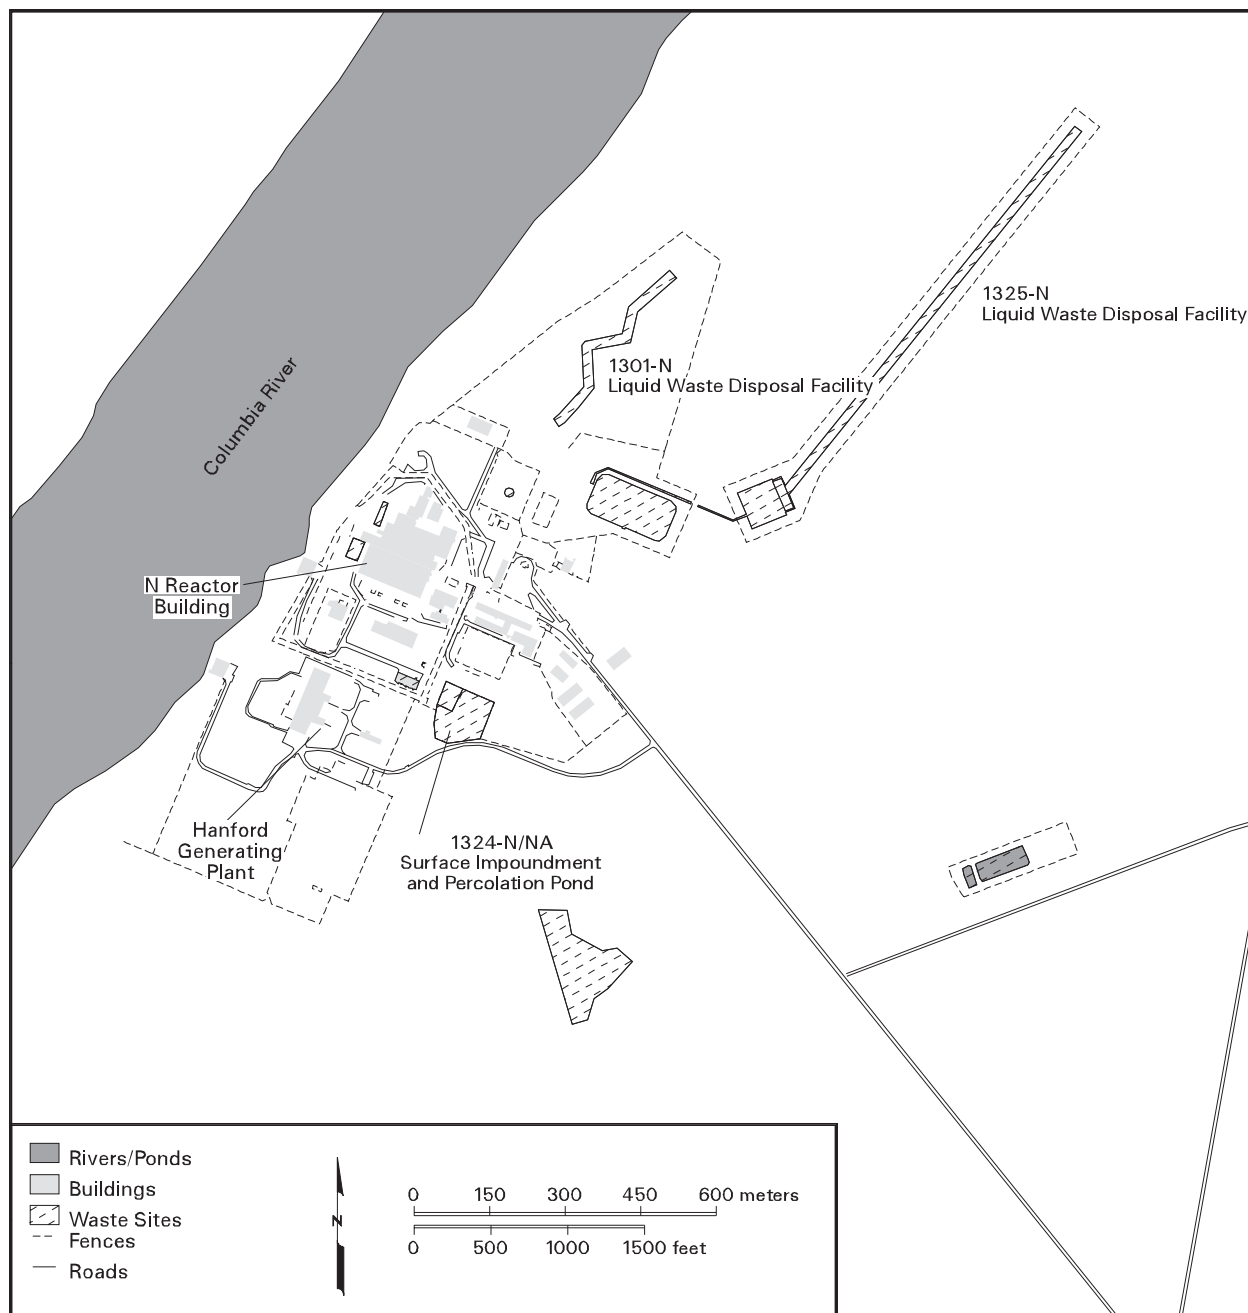 1325-N
Liquid Waste Disposal Facility
1301-N
Liquid Waste Disposal Facility
Columbia River
N Reactor
Building
Hanford
Generating
Plant
1324-N/NA
Surface Impoundment
and Percolation Pond
Rivers/Ponds
Buildings
Waste Sites
Fences
Roads
N
0 150 300 450 600 meters
0 500 1000 1500 feet